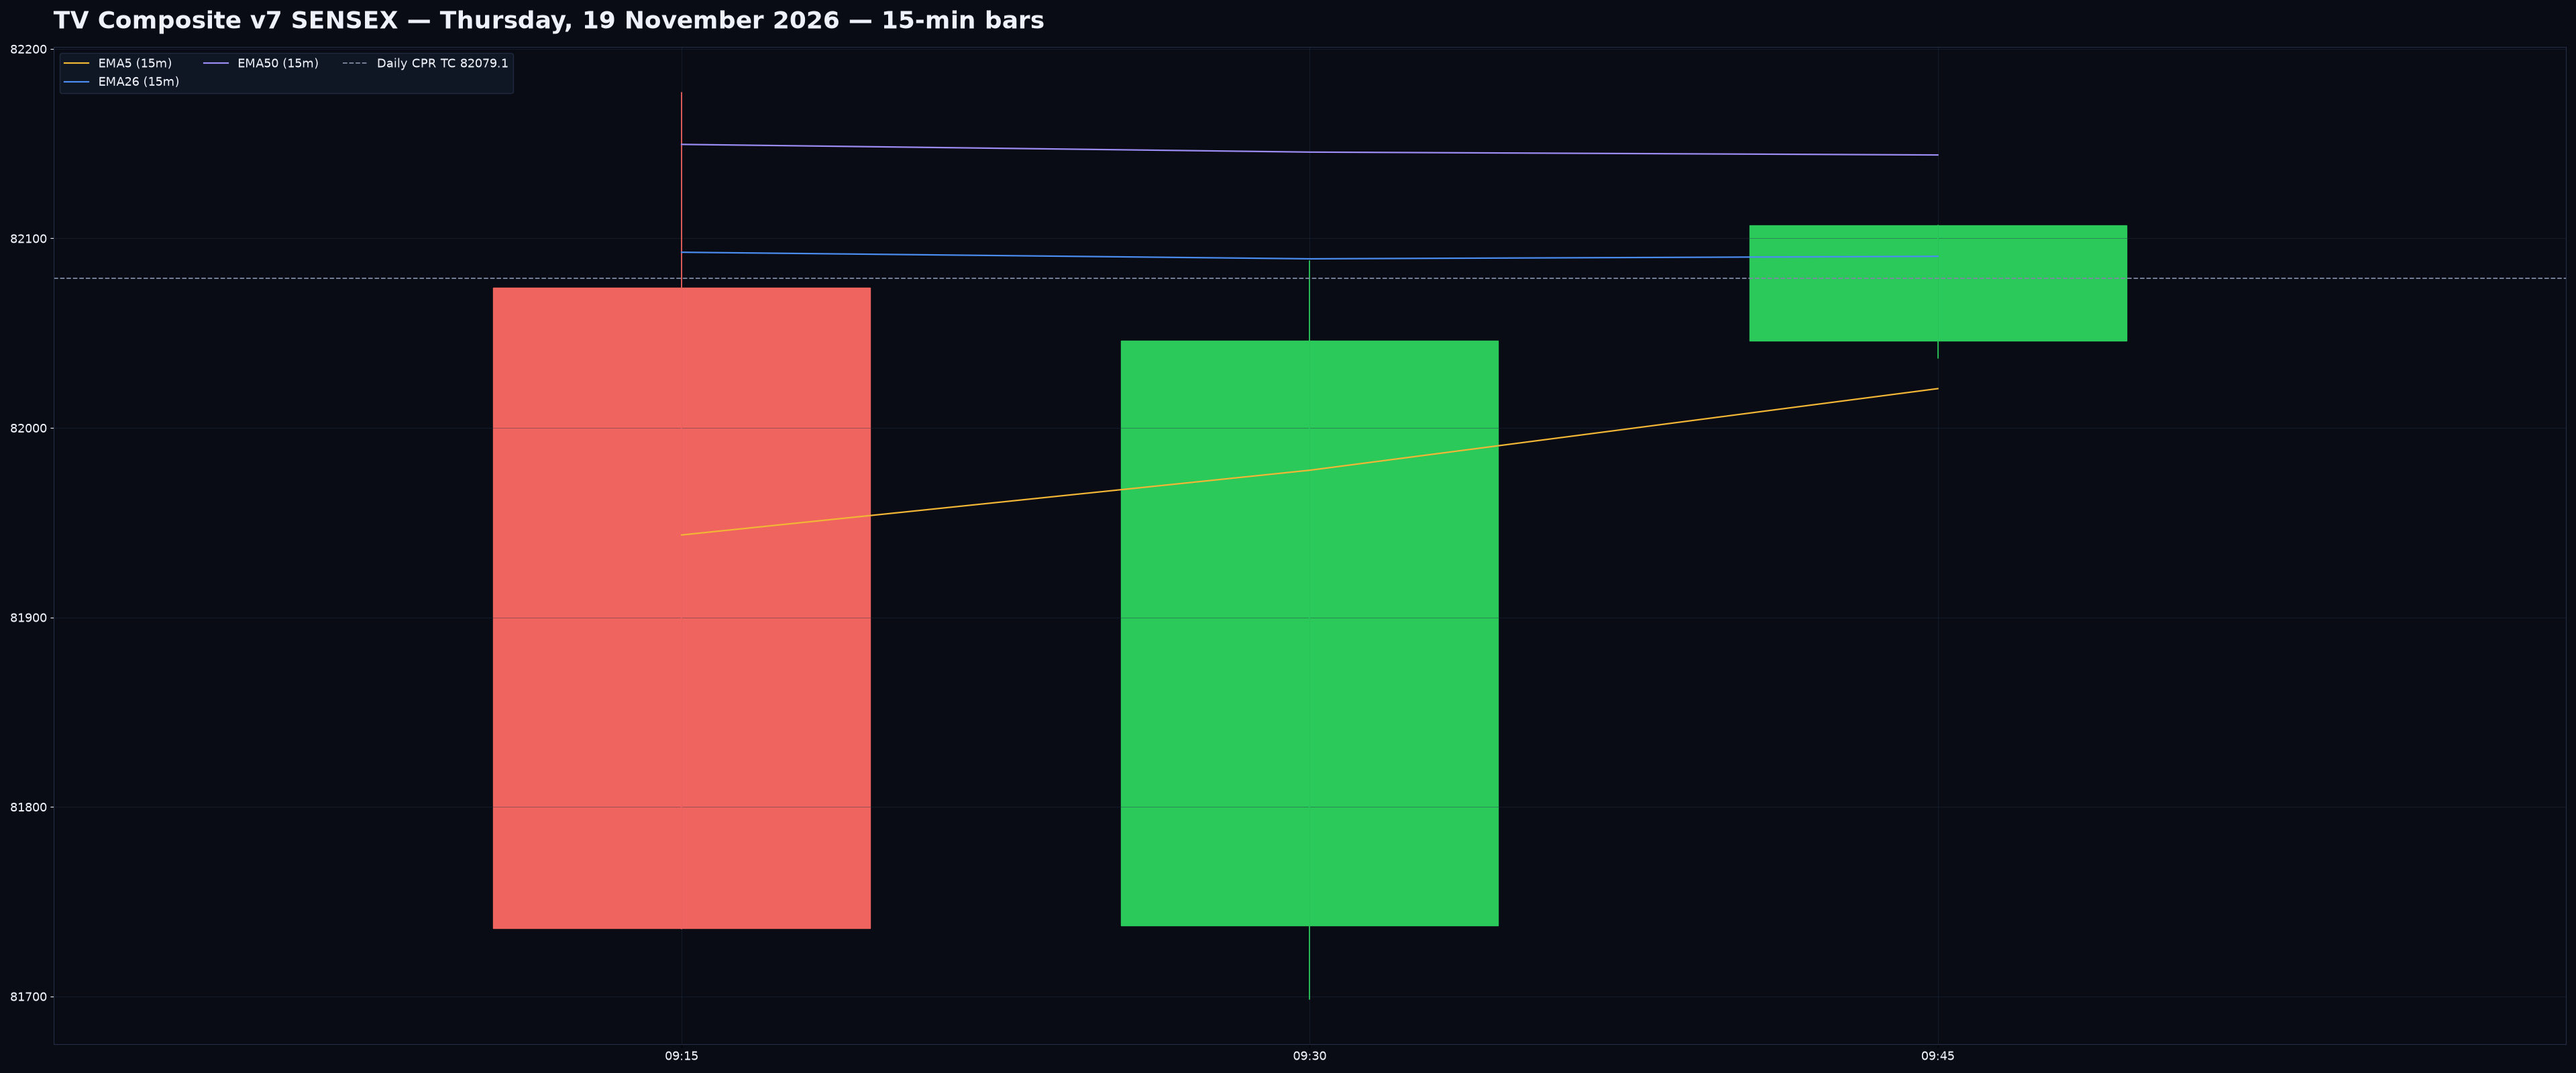 TV Composite v7 SENSEX — Thursday, 19 November 2026 — 15-min bars
EMA5 (15m) EMA50 (15m) Daily CPR TC 82079.1
EMA26 (15m)
82200
82100
82000
81900
81800
81700
09:15 09:30 09:45